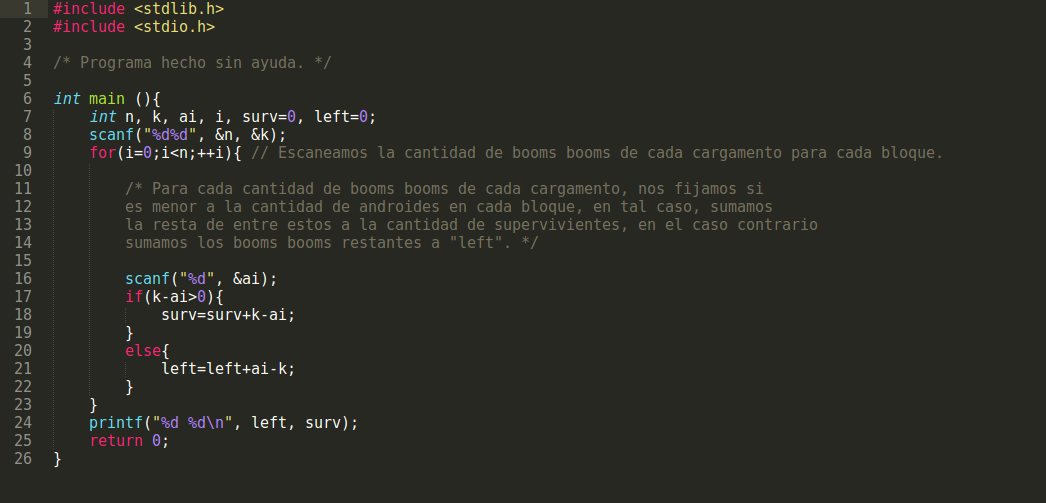 1 #include <stdlib.h>
2 #include <stdio.h>
3
4 /* Programa hecho sin ayuda. */
5
6 int main (){
7     int n, k, ai, i, surv=0, left=0;
8     scanf("%d%d", &n, &k);
9     for(i=0;i<n;++i){ // Escaneamos la cantidad de booms booms de cada cargamento para cada bloque.
10
11         /* Para cada cantidad de booms booms de cada cargamento, nos fijamos si
12         es menor a la cantidad de androides en cada bloque, en tal caso, sumamos
13         la resta de entre estos a la cantidad de supervivientes, en el caso contrario
14         sumamos los booms booms restantes a "left". */
15
16         scanf("%d", &ai);
17         if(k-ai>0){
18             surv=surv+k-ai;
19         }
20         else{
21             left=left+ai-k;
22         }
23     }
24     printf("%d %d\n", left, surv);
25     return 0;
26 }